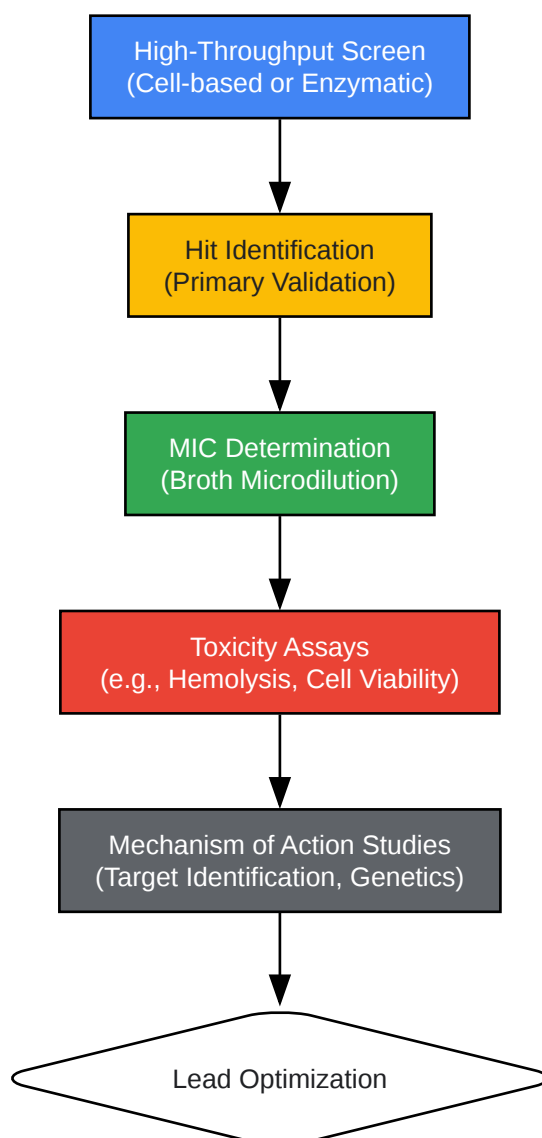 High-Throughput Screen
(Cell-based or Enzymatic)
Hit Identification
(Primary Validation)
MIC Determination
(Broth Microdilution)
Toxicity Assays
(e.g., Hemolysis, Cell Viability)
Mechanism of Action Studies
(Target Identification, Genetics)
Lead Optimization